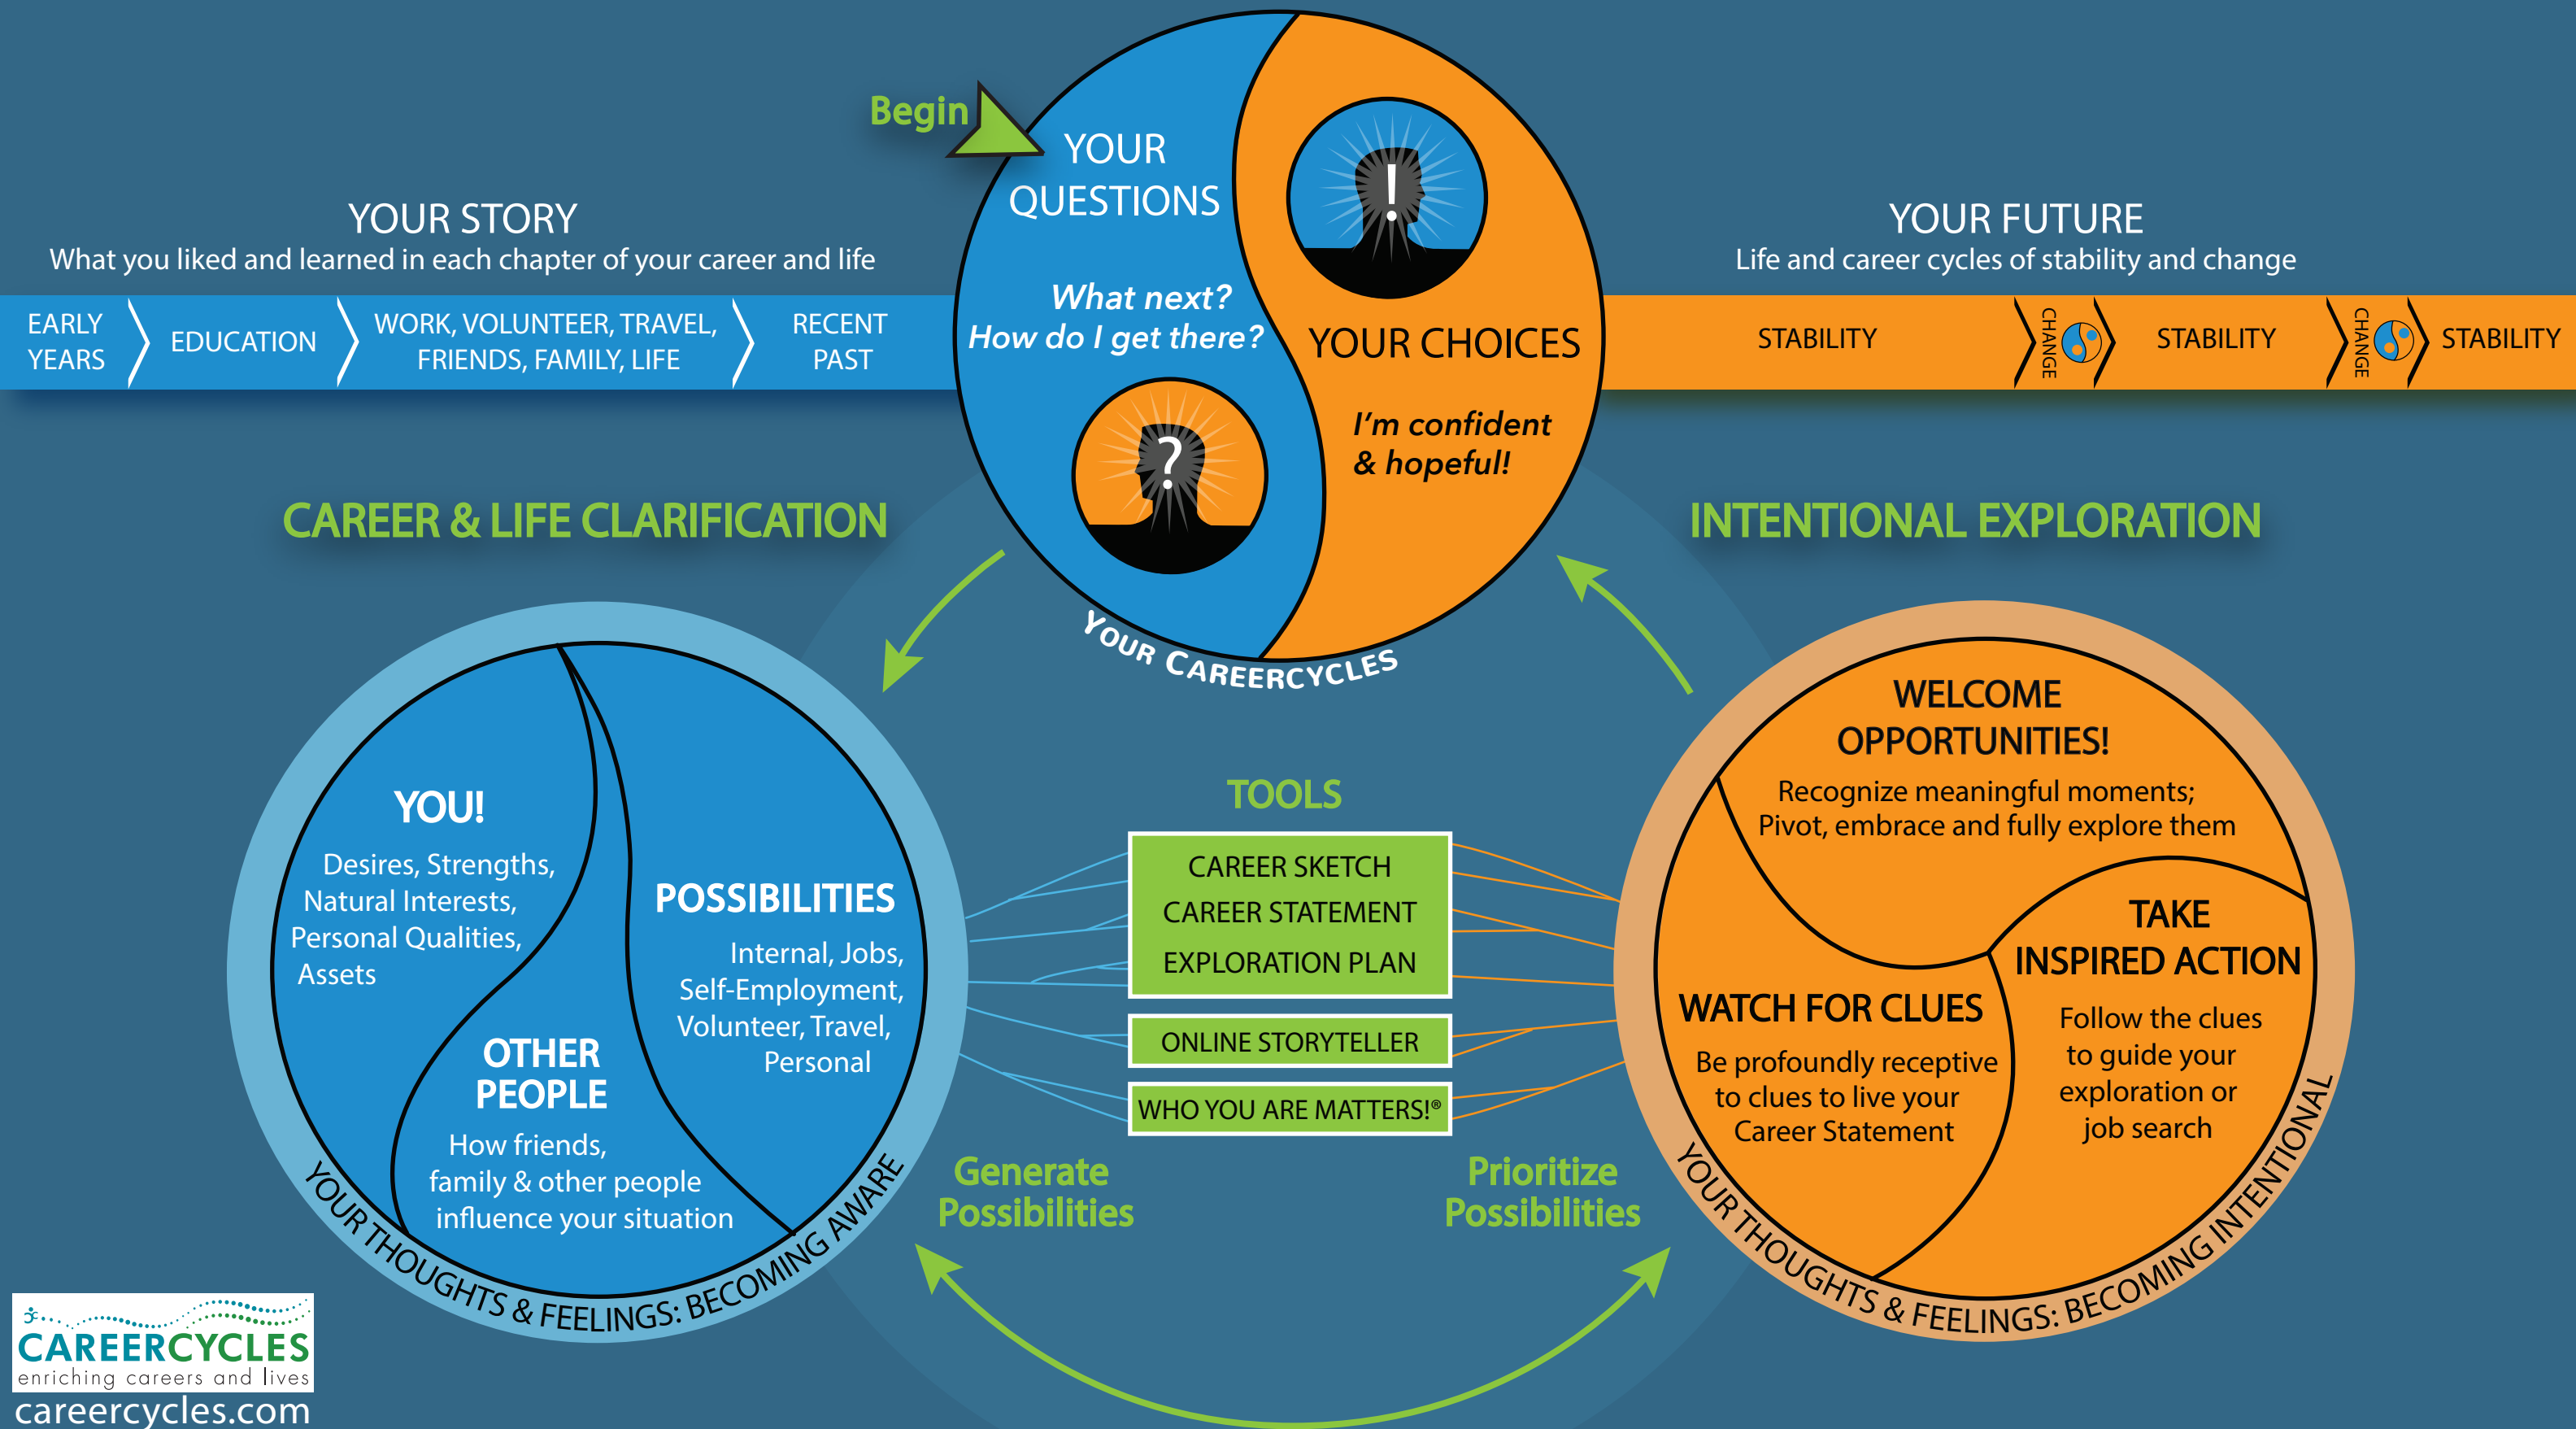 Begin
YOUR
QUESTIONS
What next?
How do I get there?
?
!
YOUR CHOICES
I'm confident
& hopeful!
YOUR CAREERCYCLES
YOUR STORY
What you liked and learned in each chapter of your career and life
EARLY
YEARS
EDUCATION
WORK, VOLUNTEER, TRAVEL,
FRIENDS, FAMILY, LIFE
RECENT
PAST
YOUR FUTURE
Life and career cycles of stability and change
STABILITY
CHANGE
STABILITY
CHANGE
STABILITY
CAREER & LIFE CLARIFICATION
YOU!
Desires, Strengths,
Natural Interests,
Personal Qualities,
Assets
OTHER
PEOPLE
How friends,
family & other people
influence your situation
POSSIBILITIES
Internal, Jobs,
Self-Employment,
Volunteer, Travel,
Personal
YOUR THOUGHTS & FEELINGS: BECOMING AWARE
TOOLS
CAREER SKETCH
CAREER STATEMENT
EXPLORATION PLAN
ONLINE STORYTELLER
WHO YOU ARE MATTERS!®
Generate
Possibilities
Prioritize
Possibilities
INTENTIONAL EXPLORATION
WELCOME
OPPORTUNITIES!
Recognize meaningful moments;
Pivot, embrace and fully explore them
WATCH FOR CLUES
Be profoundly receptive
to clues to live your
Career Statement
TAKE
INSPIRED ACTION
Follow the clues
to guide your
exploration or
job search
YOUR THOUGHTS & FEELINGS: BECOMING INTENTIONAL
CAREERCYCLES
enriching careers and lives
careercycles.com